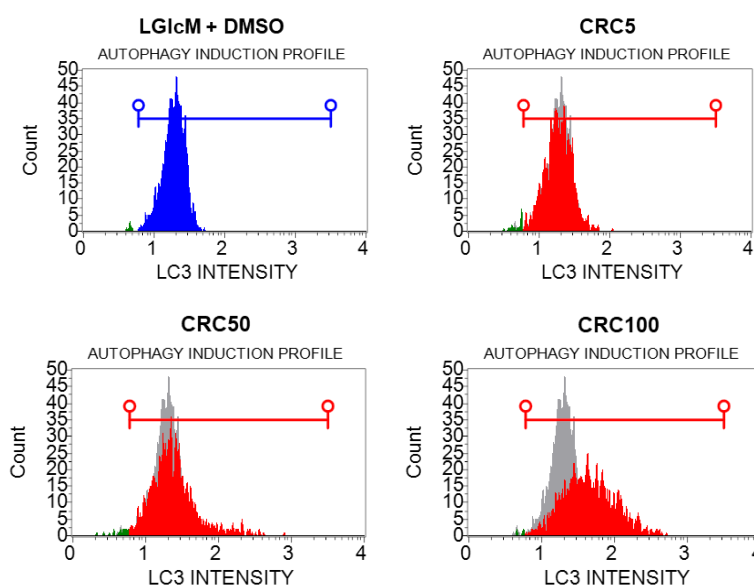 LGlcM + DMSO
AUTOPHAGY INDUCTION PROFILE
50
45
40
35
30
25
20
15
10
5
0
Count
0 1 2 3 4
LC3 INTENSITY
CRC5
AUTOPHAGY INDUCTION PROFILE
50
45
40
35
30
25
20
15
10
5
0
Count
0 1 2 3 4
LC3 INTENSITY
CRC50
AUTOPHAGY INDUCTION PROFILE
50
45
40
35
30
25
20
15
10
5
0
Count
0 1 2 3 4
LC3 INTENSITY
CRC100
AUTOPHAGY INDUCTION PROFILE
50
45
40
35
30
25
20
15
10
5
0
Count
0 1 2 3 4
LC3 INTENSITY